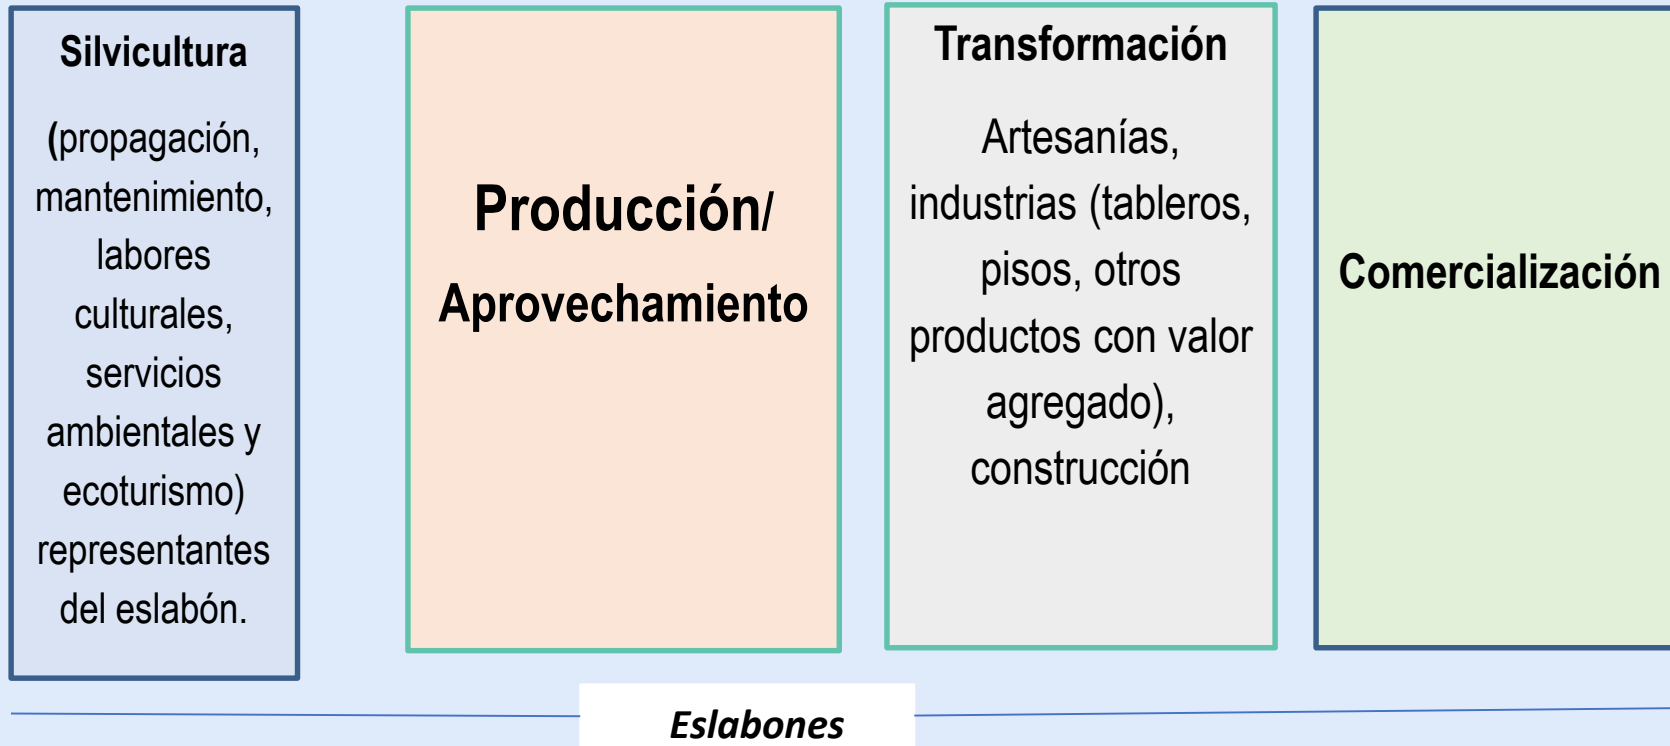 Silvicultura
(propagación,
mantenimiento,
labores
culturales,
servicios
ambientales y
ecoturismo)
representantes
del eslabón.
Producción/
Aprovechamiento
Transformación
Artesanías,
industrias (tableros,
pisos, otros
productos con valor
agregado),
construcción
Comercialización
Eslabones